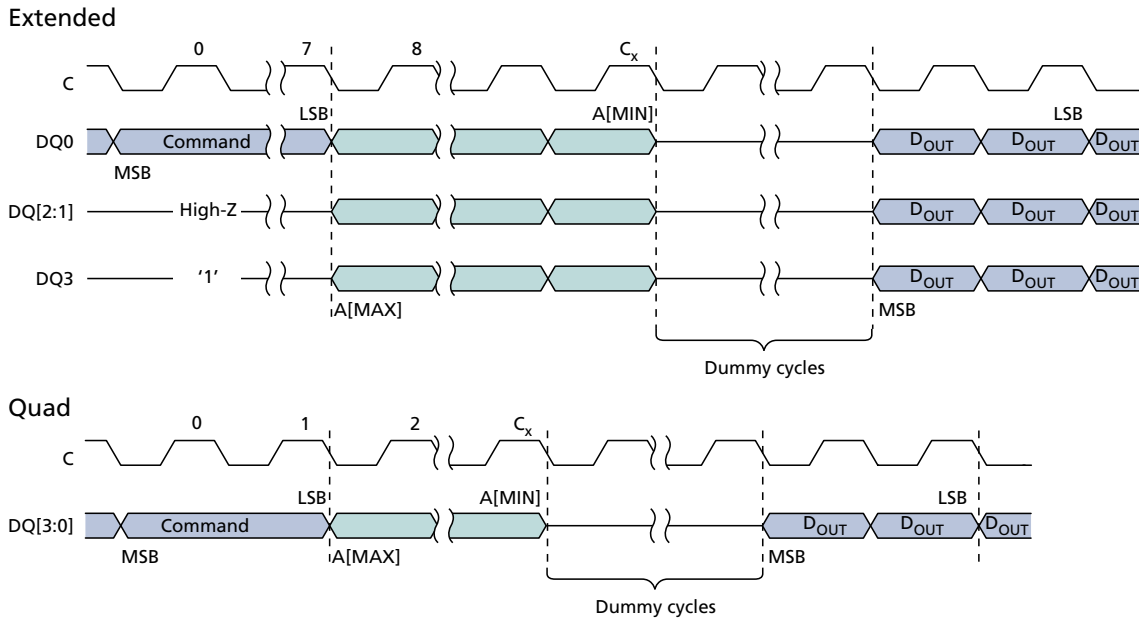 Extended
0 7 8 Cx
C
LSB A[MIN] LSB
DQ0 Command DOUT DOUT DOUT
MSB
DQ[2:1] High-Z DOUT DOUT DOUT
DQ3 ‘1’ DOUT DOUT DOUT
A[MAX] MSB
Dummy cycles
Quad
0 1 2 Cx
C
LSB A[MIN] LSB
DQ[3:0] Command DOUT DOUT DOUT
MSB A[MAX] MSB
Dummy cycles